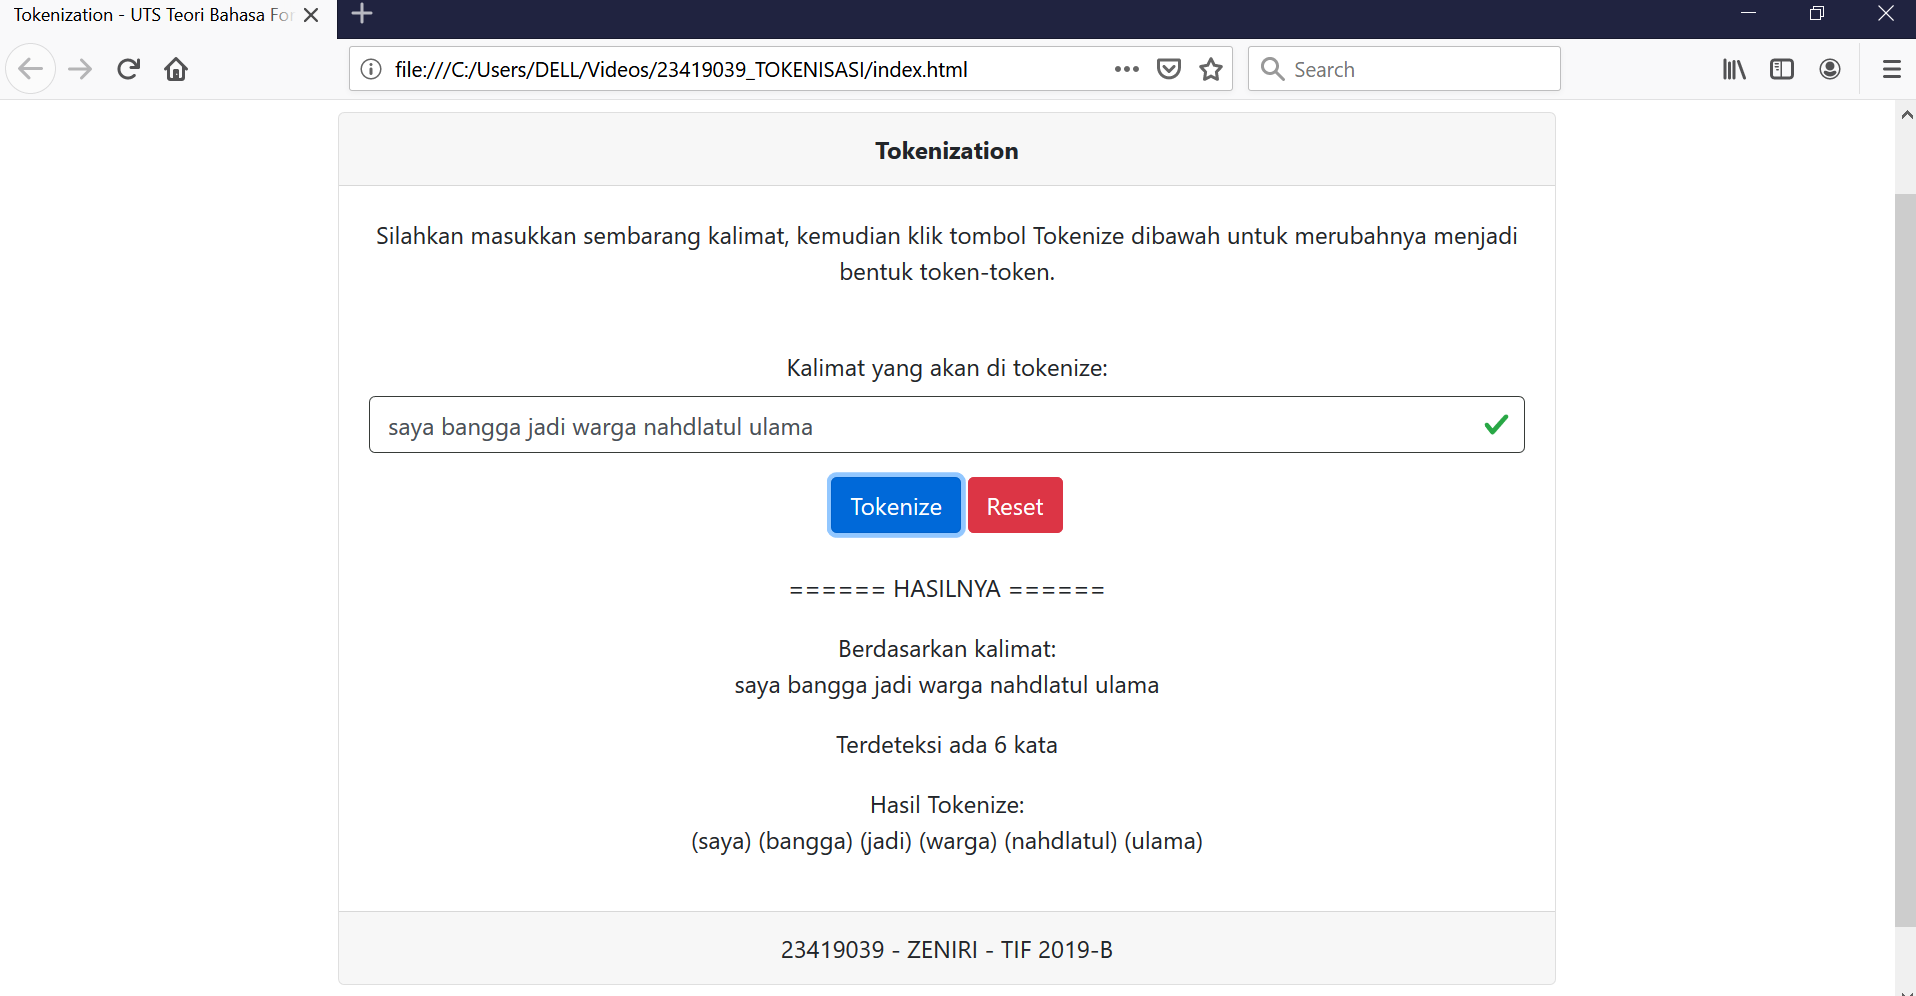 Tokenization - UTS Teori Bahasa For
file:///C:/Users/DELL/Videos/23419039_TOKENISASI/index.html
Search
Tokenization
Silahkan masukkan sembarang kalimat, kemudian klik tombol Tokenize dibawah untuk merubahnya menjadi
bentuk token-token.
Kalimat yang akan di tokenize:
saya bangga jadi warga nahdlatul ulama
Tokenize Reset
====== HASILNYA ======
Berdasarkan kalimat:
saya bangga jadi warga nahdlatul ulama
Terdeteksi ada 6 kata
Hasil Tokenize:
(saya) (bangga) (jadi) (warga) (nahdlatul) (ulama)
23419039 - ZENIRI - TIF 2019-B